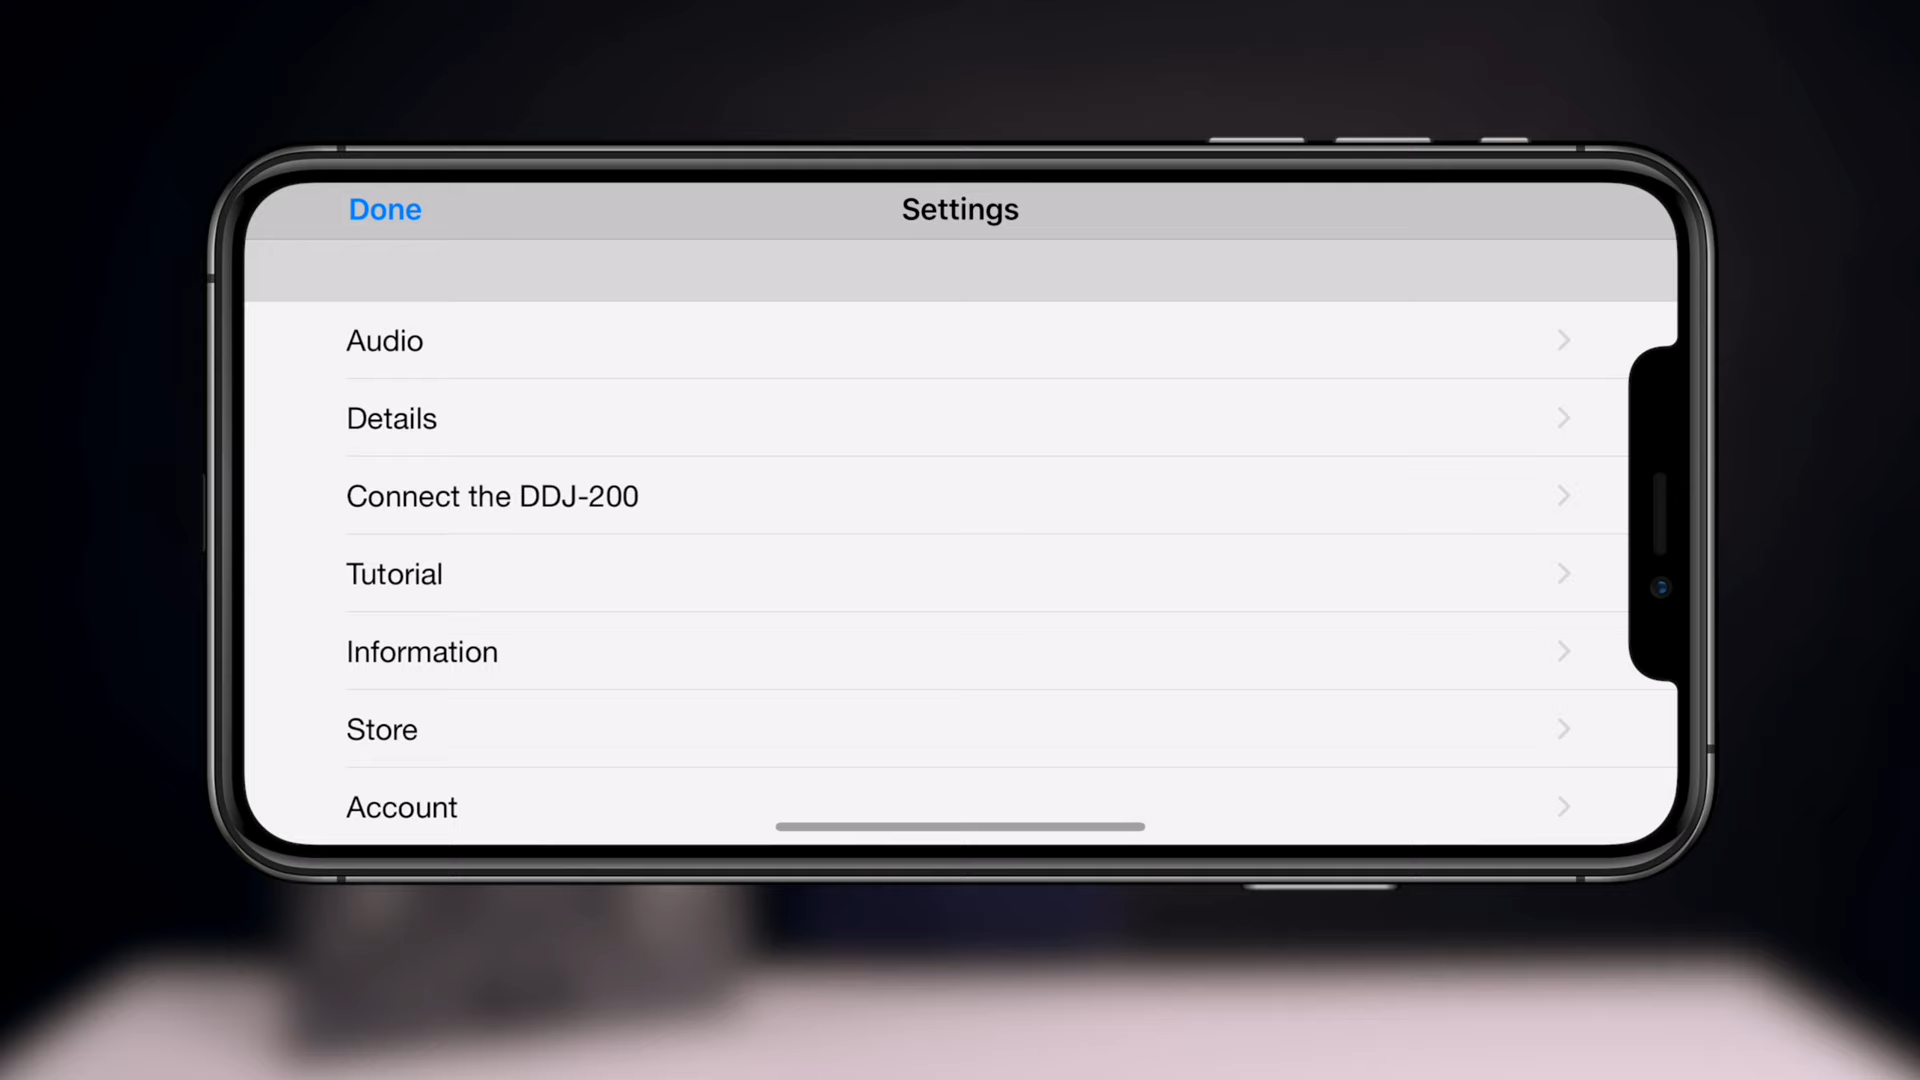 Done
Settings
Audio
Details
Connect the DDJ-200
Tutorial
Information
Store
Account